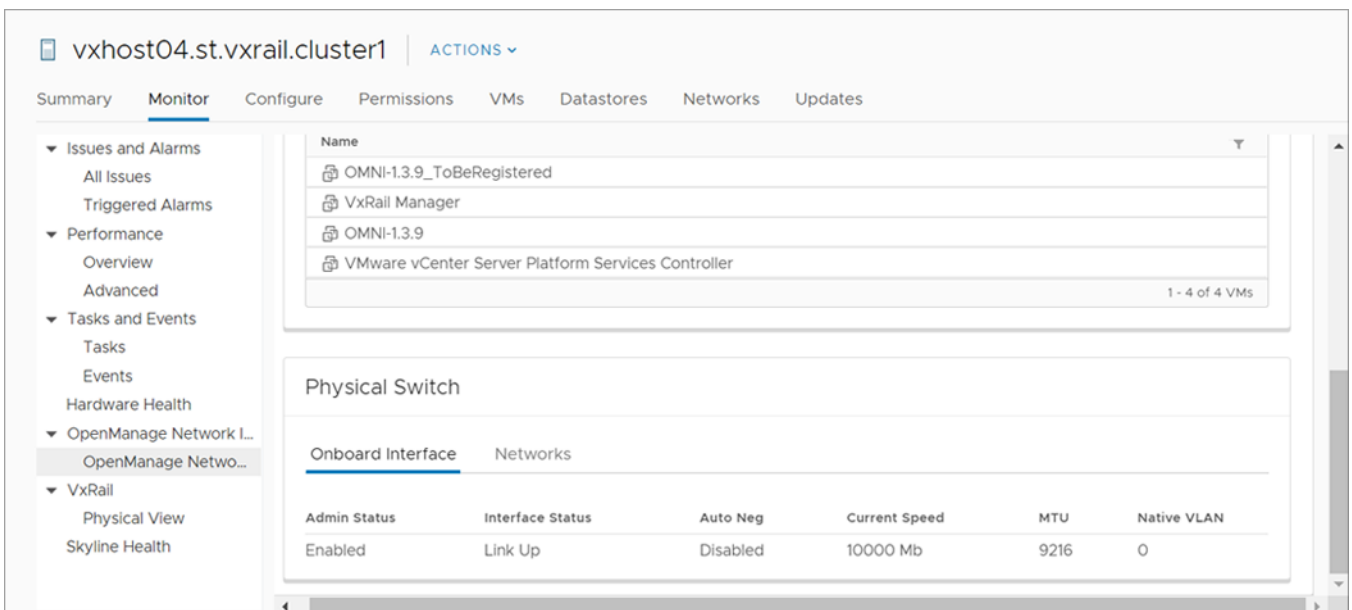 vxhost04.st.vxrail.cluster1 ACTIONS
Summary Monitor Configure Permissions VMs Datastores Networks Updates
Issues and Alarms
All Issues
Triggered Alarms
Performance
Overview
Advanced
Tasks and Events
Tasks
Events
Hardware Health
OpenManage Network I...
OpenManage Netwo...
VxRail
Physical View
Skyline Health
Name
OMNI-1.3.9_ToBeRegistered
VxRail Manager
OMNI-1.3.9
VMware vCenter Server Platform Services Controller
1 - 4 of 4 VMs
Physical Switch
Onboard Interface Networks
Admin Status Interface Status Auto Neg Current Speed MTU Native VLAN
Enabled Link Up Disabled 10000 Mb 9216 0